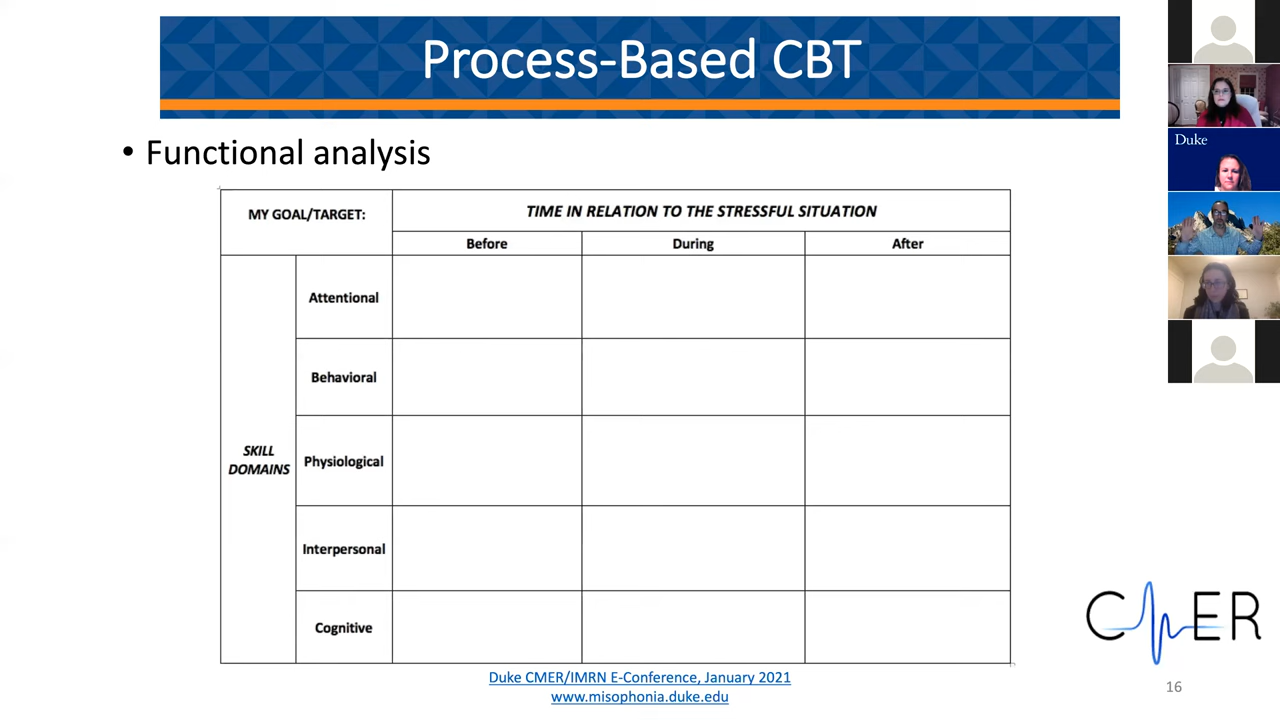 Process-Based CBT
• Functional analysis
MY GOAL/TARGET:
TIME IN RELATION TO THE STRESSFUL SITUATION
Before
During
After
SKILL
DOMAINS
Attentional
Behavioral
Physiological
Interpersonal
Cognitive
Duke CMER/IMRN E-Conference, January 2021
www.misophonia.duke.edu
16
CMER
Duke